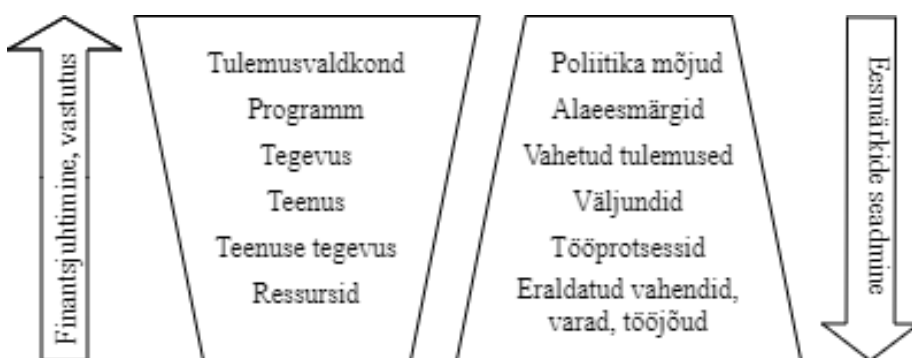 Finantsjuhtimine, vastutus
Tulemusvaldkond
Programm
Tegevus
Teenus
Teenuse tegevus
Ressursid
Poliitika mõjud
Alaeesmärgid
Vahetud tulemused
Väljundid
Tööprotsessid
Eraldatud vahendid,
varad, tööjõud
Eesmärkide seadmine